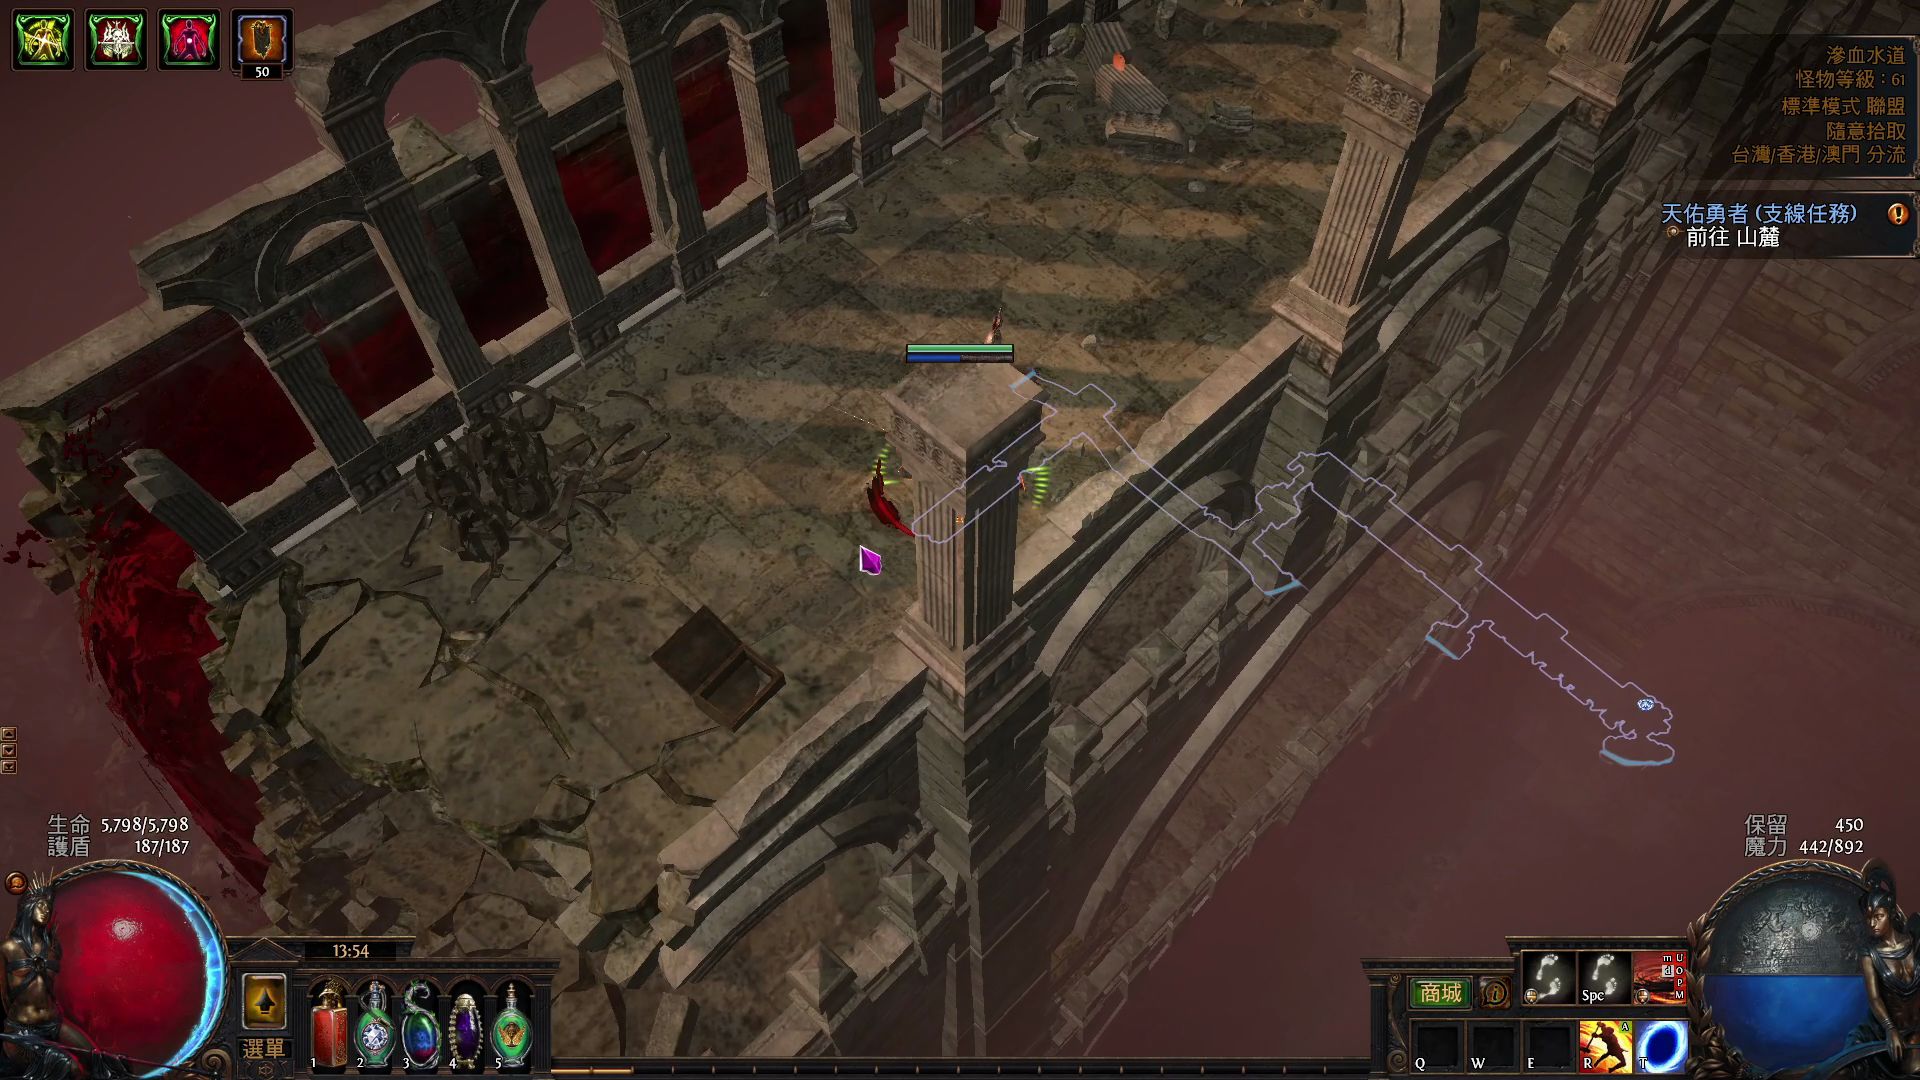 50
滲血水道
怪物等級：61
標準模式 聯盟
隨意拾取
台灣/香港/澳門 分流
天佑勇者 (支線任務)
前往 山麓
生命 5,798/5,798
護盾 187/187
保留 450
魔力 442/892
13:54
選單
1 2 3 4 5
商城
Spc
m U
d O
P
M
Q W E R A T